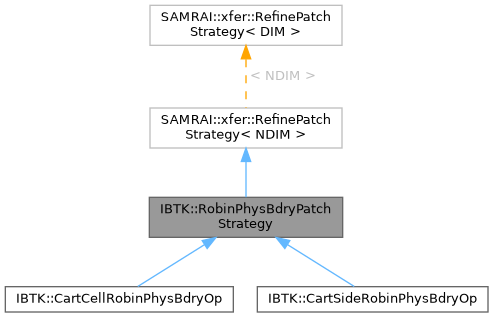 SAMRAI::xfer::RefinePatch
Strategy< DIM >
< NDIM >
SAMRAI::xfer::RefinePatch
Strategy< NDIM >
IBTK::RobinPhysBdryPatch
Strategy
IBTK::CartCellRobinPhysBdryOp
IBTK::CartSideRobinPhysBdryOp